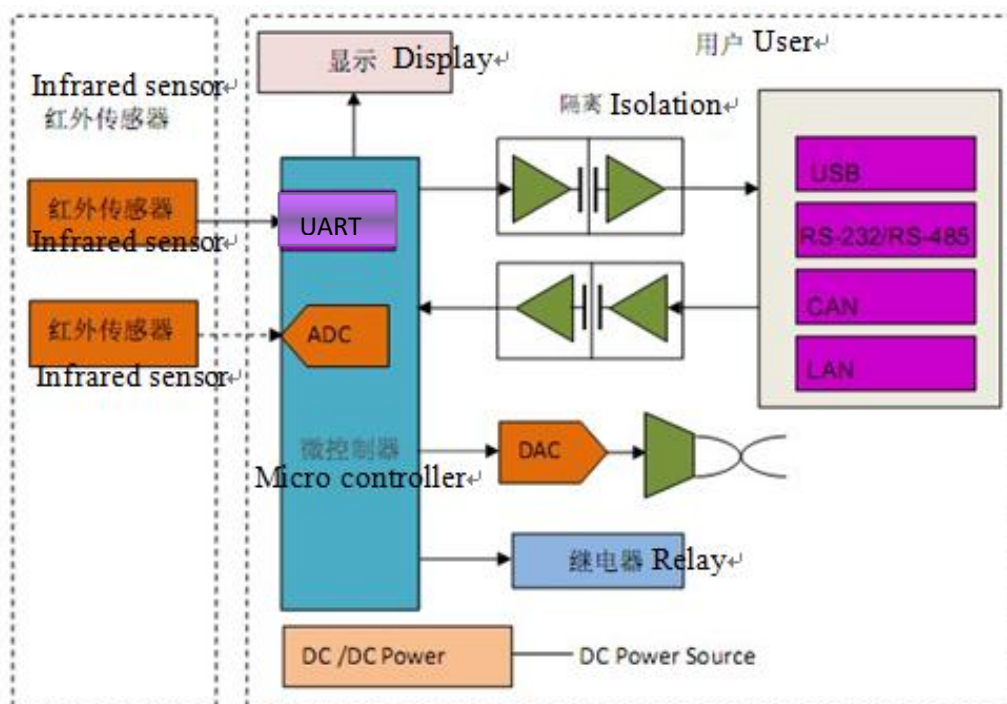 显示 Display↵
用户 User↵
Infrared sensor↵
红外传感器
隔离 Isolation↵
红外传感器
Infrared sensor↵
UART
USB
RS-232/RS-485
CAN
LAN
红外传感器
Infrared sensor↵
ADC
微控制器
Micro controller↵
DAC
继电器 Relay↵
DC /DC Power
DC Power Source